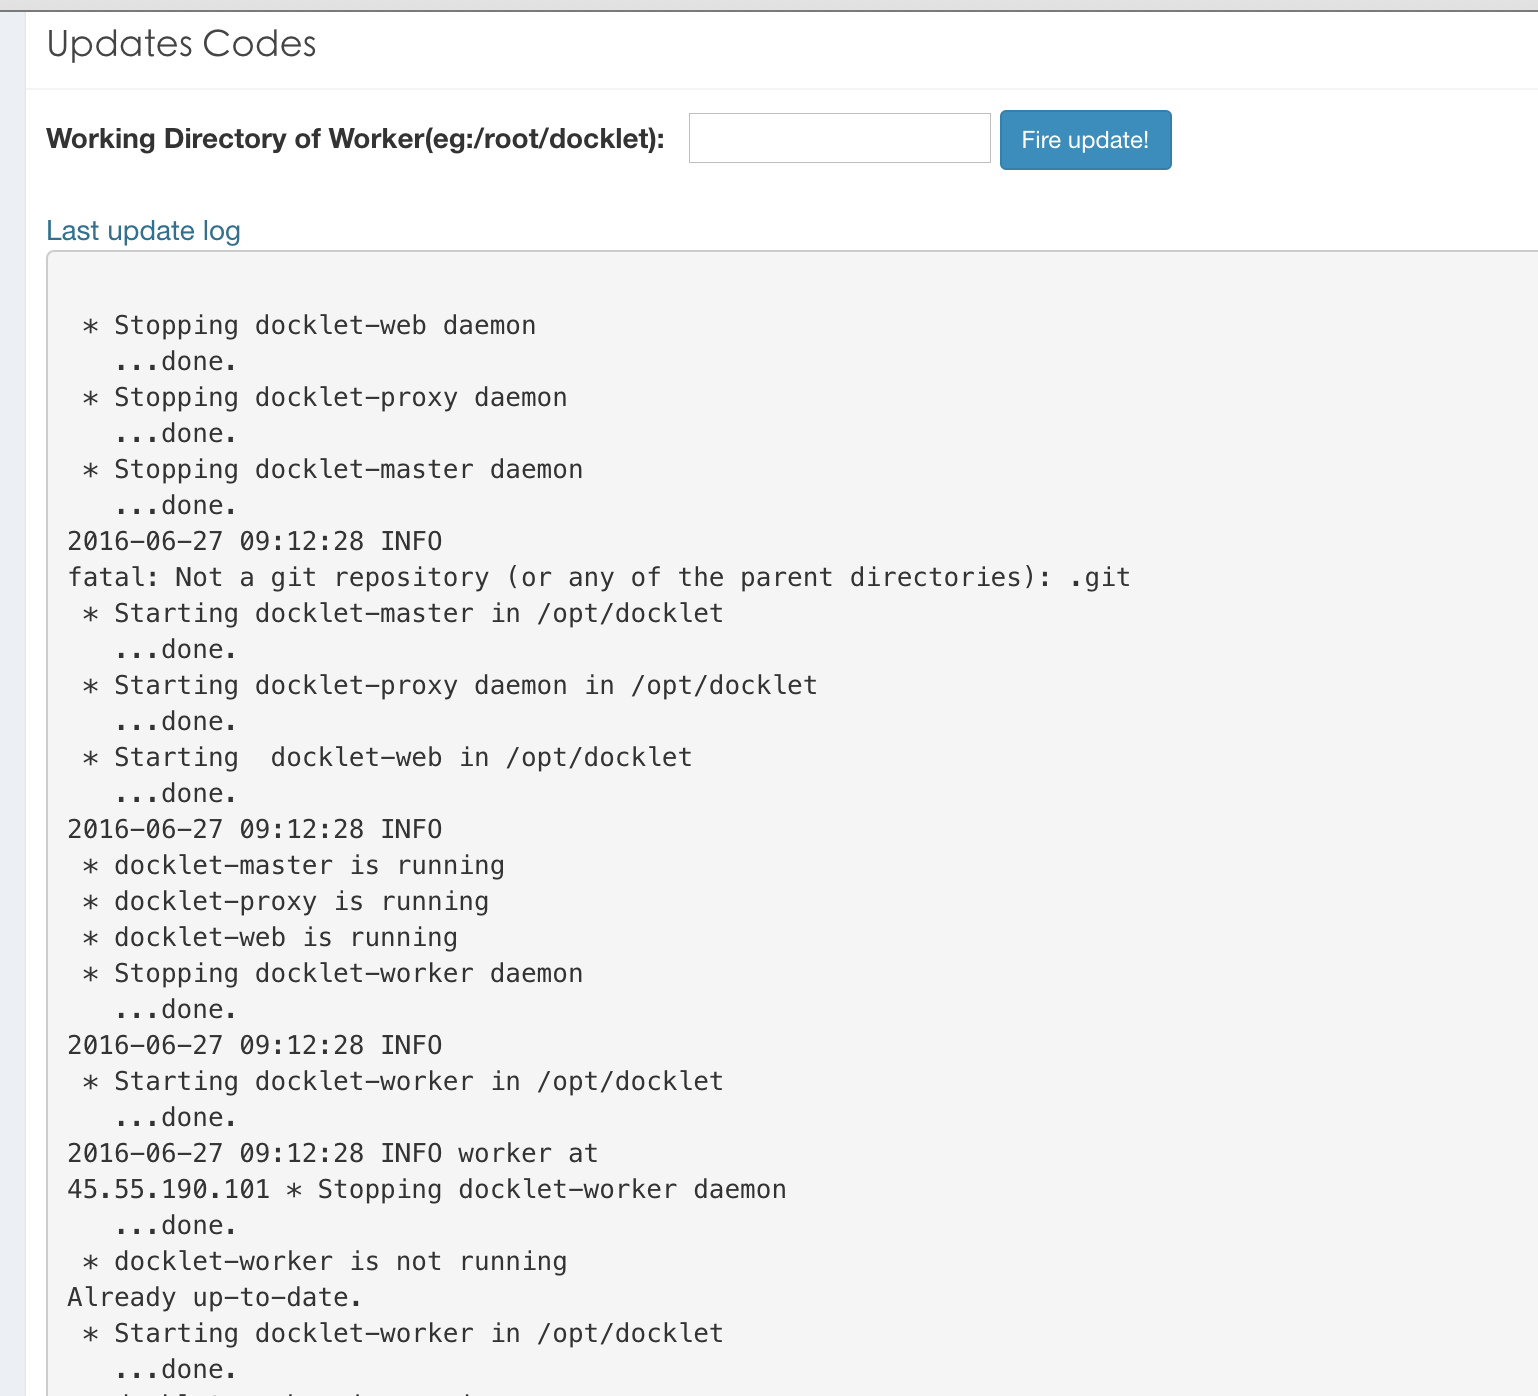 Updates Codes
Working Directory of Worker(eg:/root/docklet):
Fire update!
Last update log
* Stopping docklet-web daemon
...done.
* Stopping docklet-proxy daemon
...done.
* Stopping docklet-master daemon
...done.
2016-06-27 09:12:28 INFO
fatal: Not a git repository (or any of the parent directories): .git
* Starting docklet-master in /opt/docklet
...done.
* Starting docklet-proxy daemon in /opt/docklet
...done.
* Starting  docklet-web in /opt/docklet
...done.
2016-06-27 09:12:28 INFO
* docklet-master is running
* docklet-proxy is running
* docklet-web is running
* Stopping docklet-worker daemon
...done.
2016-06-27 09:12:28 INFO
* Starting docklet-worker in /opt/docklet
...done.
2016-06-27 09:12:28 INFO worker at
45.55.190.101 * Stopping docklet-worker daemon
...done.
* docklet-worker is not running
Already up-to-date.
* Starting docklet-worker in /opt/docklet
...done.